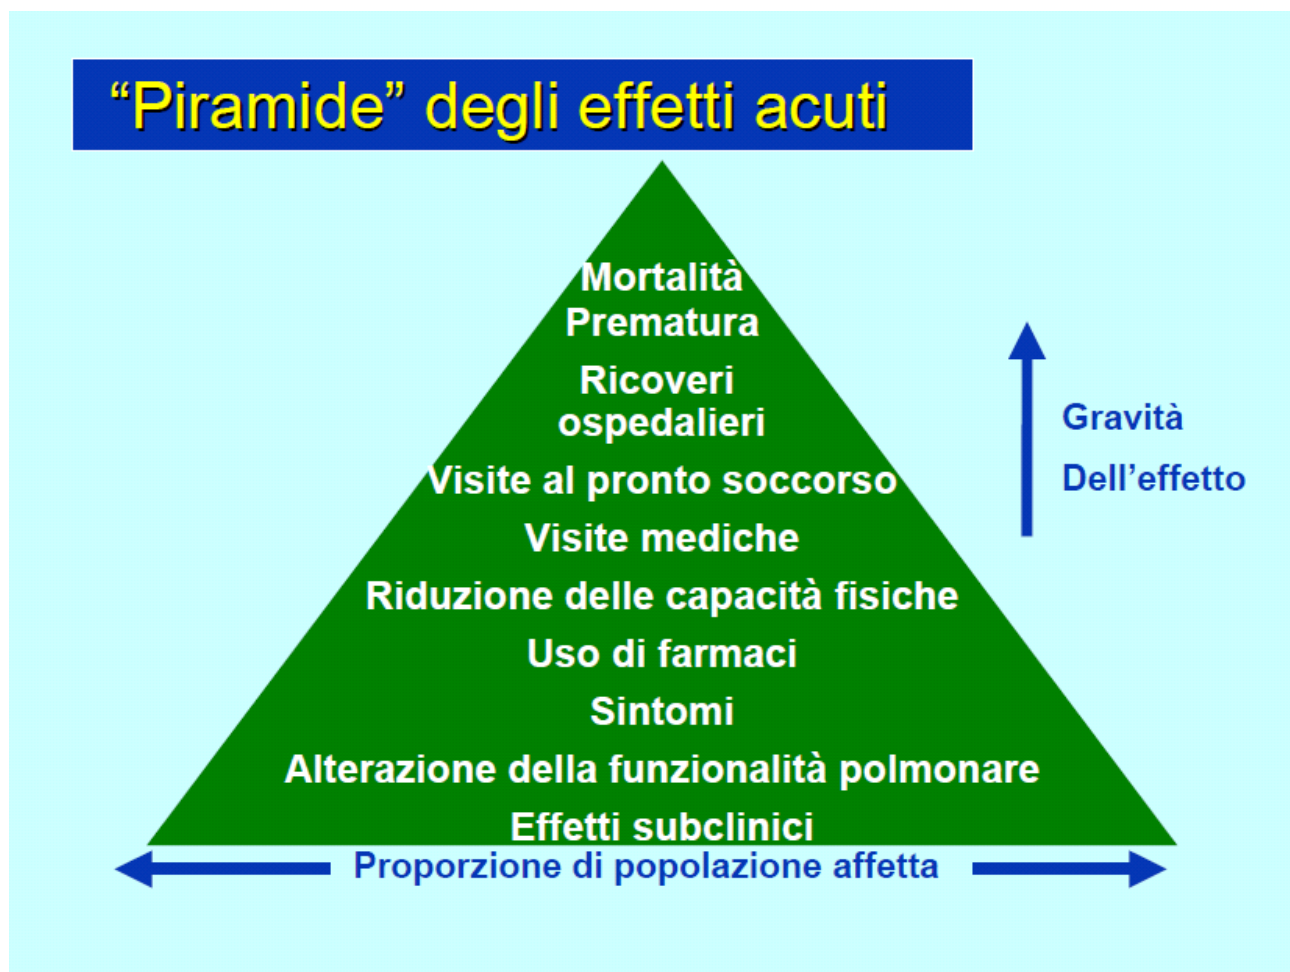 “Piramide” degli effetti acuti
Mortalità
Prematura
Ricoveri
ospedalieri
Visite al pronto soccorso
Visite mediche
Riduzione delle capacità fisiche
Uso di farmaci
Sintomi
Alterazione della funzionalità polmonare
Effetti subclinici
Gravità
Dell’effetto
Proporzione di popolazione affetta